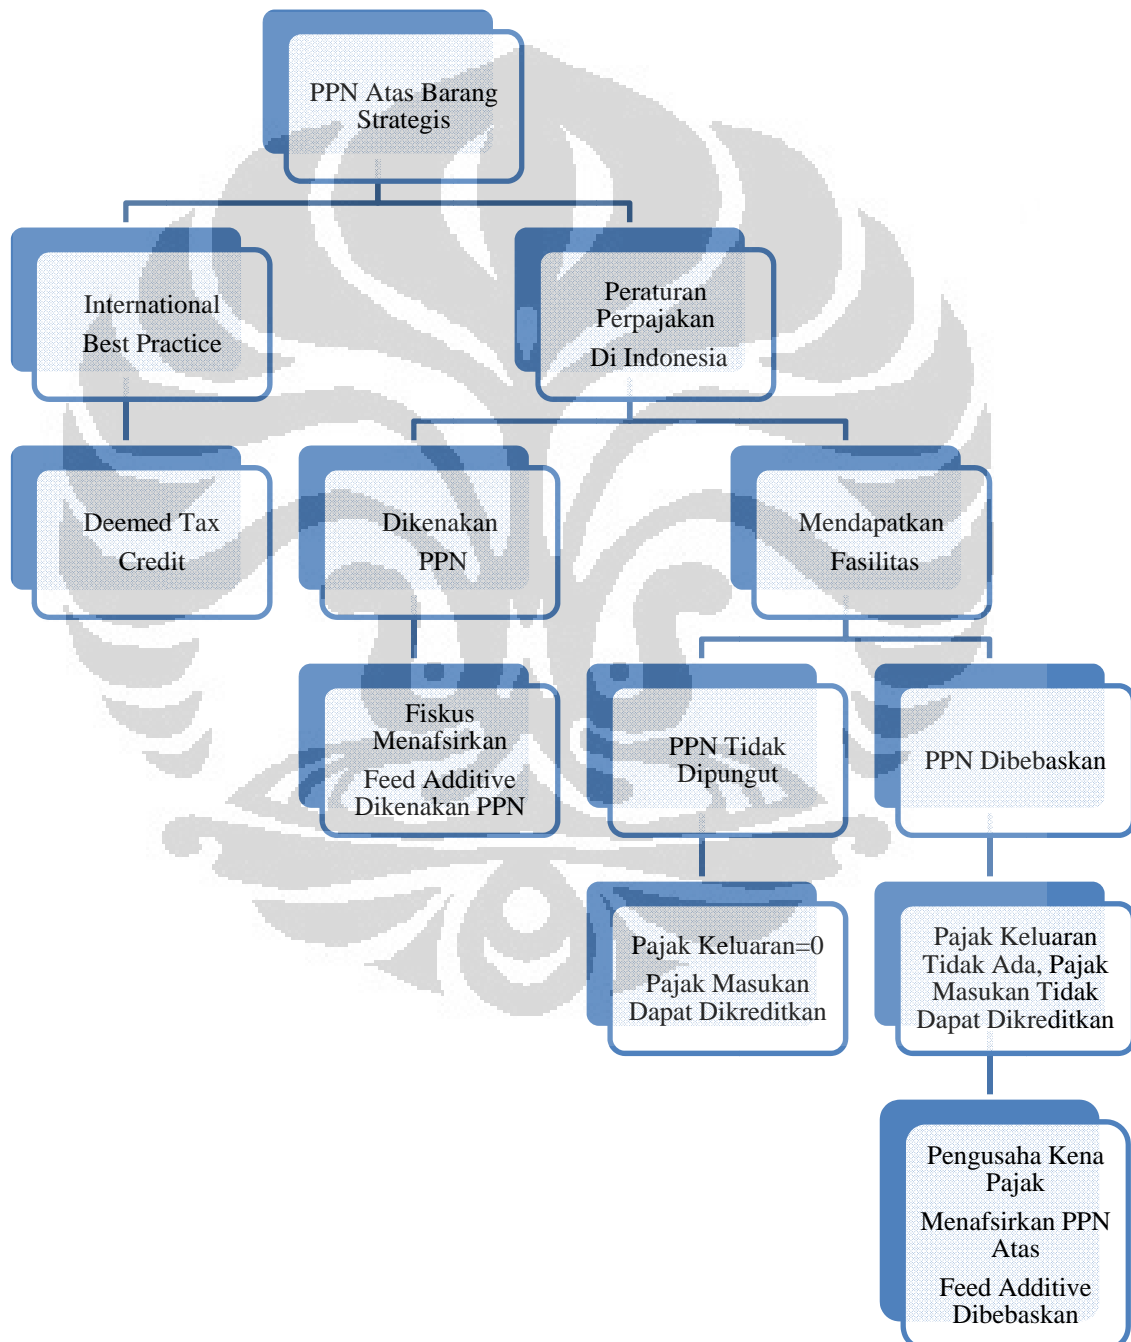 PPN Atas Barang
Strategis
International
Best Practice
Peraturan
Perpajakan
Di Indonesia
Deemed Tax
Credit
Dikenakan
PPN
Mendapatkan
Fasilitas
Fiskus
Menafsirkan
Feed Additive
Dikenakan PPN
PPN Tidak
Dipungut
PPN Dibebaskan
Pajak Keluaran=0
Pajak Masukan
Dapat Dikreditkan
Pajak Keluaran
Tidak Ada, Pajak
Masukan Tidak
Dapat Dikreditkan
Pengusaha Kena
Pajak
Menafsirkan PPN
Atas
Feed Additive
Dibebaskan